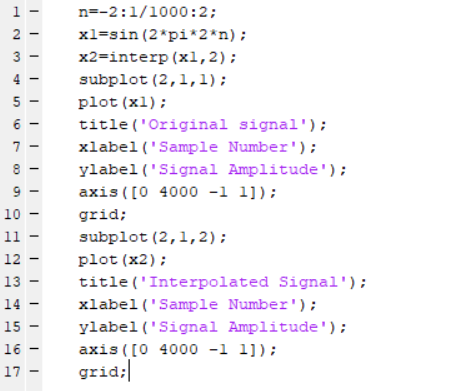 1 - n=-2:1/1000:2;
2 - x1=sin(2*pi*2*n);
3 - x2=interp(x1,2);
4 - subplot(2,1,1);
5 - plot(x1);
6 - title('Original signal');
7 - xlabel('Sample Number');
8 - ylabel('Signal Amplitude');
9 - axis([0 4000 -1 1]);
10 - grid;
11 - subplot(2,1,2);
12 - plot(x2);
13 - title('Interpolated Signal');
14 - xlabel('Sample Number');
15 - ylabel('Signal Amplitude');
16 - axis([0 4000 -1 1]);
17 - grid;